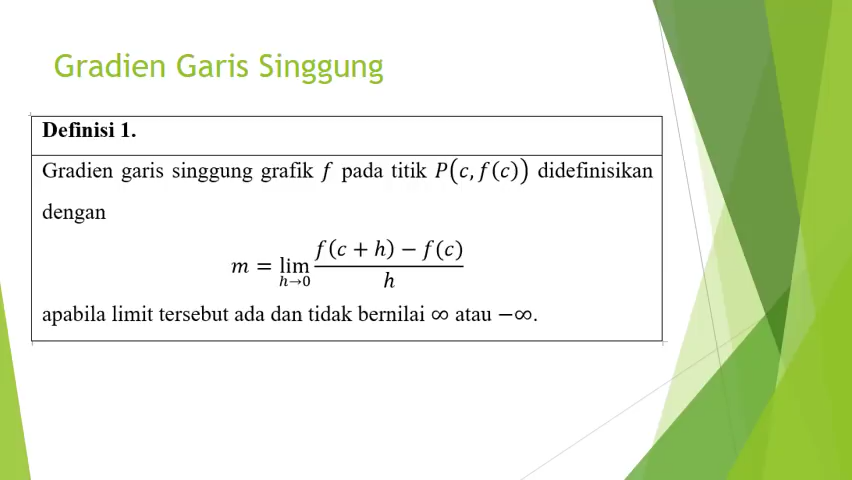 Gradien Garis Singgung
Definisi 1.
Gradien garis singgung grafik f pada titik P(c, f(c)) didefinisikan
dengan
m = lim h→0 f(c + h) − f(c) / h
apabila limit tersebut ada dan tidak bernilai ∞ atau −∞.